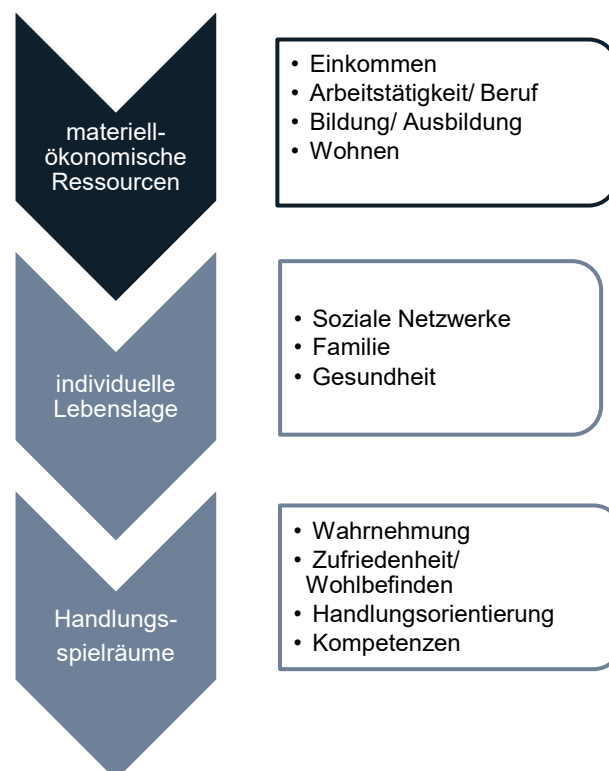 materiell-
ökonomische
Ressourcen
• Einkommen
• Arbeitstätigkeit/ Beruf
• Bildung/ Ausbildung
• Wohnen
individuelle
Lebenslage
• Soziale Netzwerke
• Familie
• Gesundheit
Handlungs-
spielräume
• Wahrnehmung
• Zufriedenheit/
Wohlbefinden
• Handlungsorientierung
• Kompetenzen